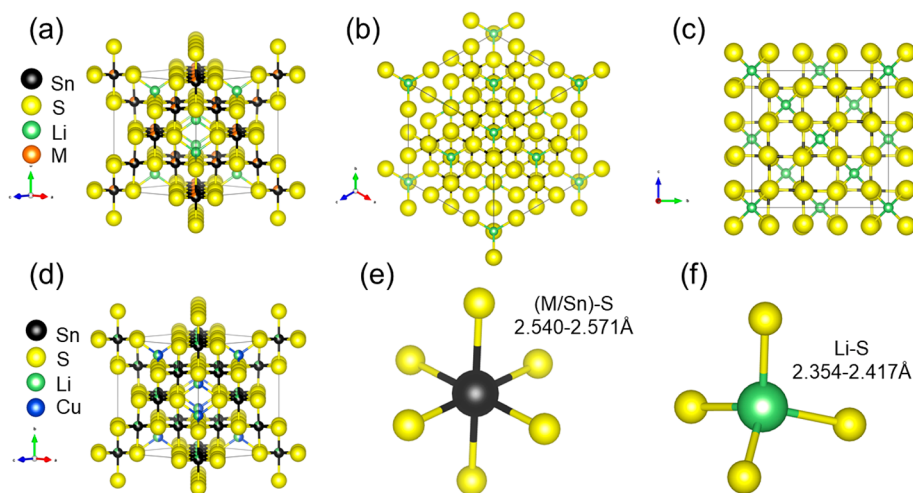 (a)
Sn
S
Li
M
(b)
(c)
(d)
Sn
S
Li
Cu
(e)
(M/Sn)-S
2.540-2.571Å
(f)
Li-S
2.354-2.417Å